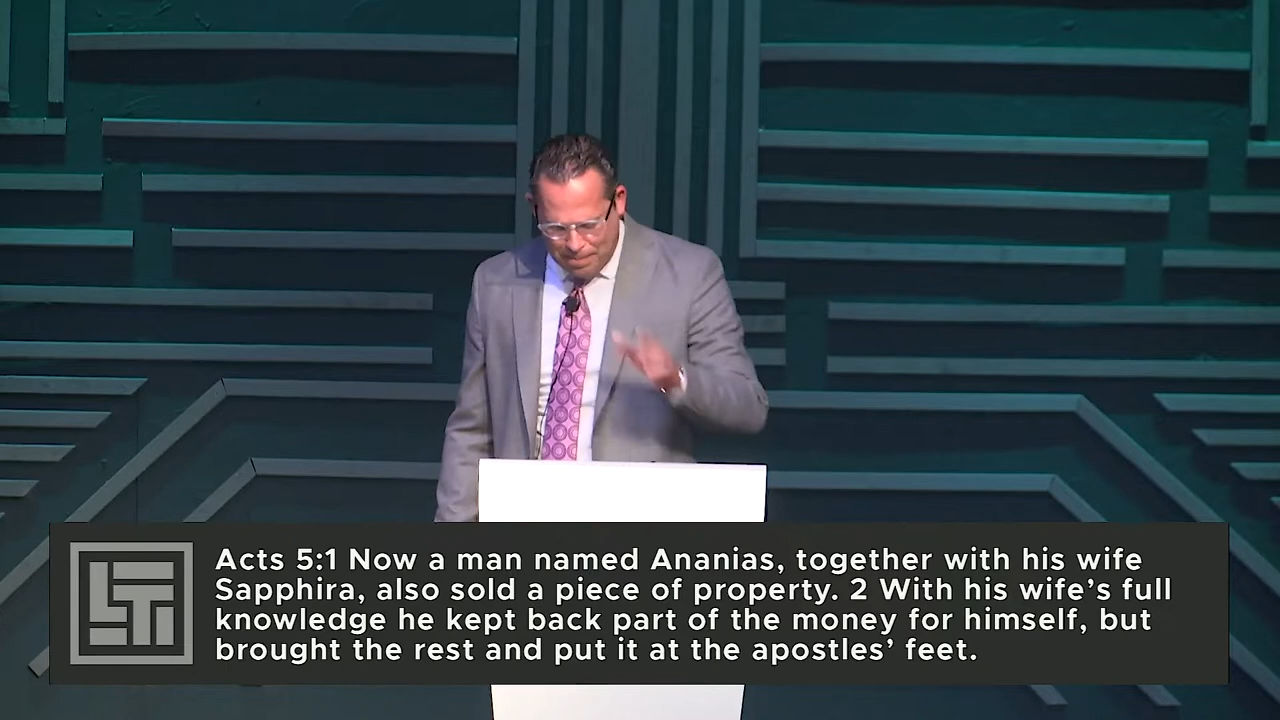 Acts 5:1 Now a man named Ananias, together with his wife
Sapphira, also sold a piece of property. 2 With his wife’s full
knowledge he kept back part of the money for himself, but
brought the rest and put it at the apostles’ feet.